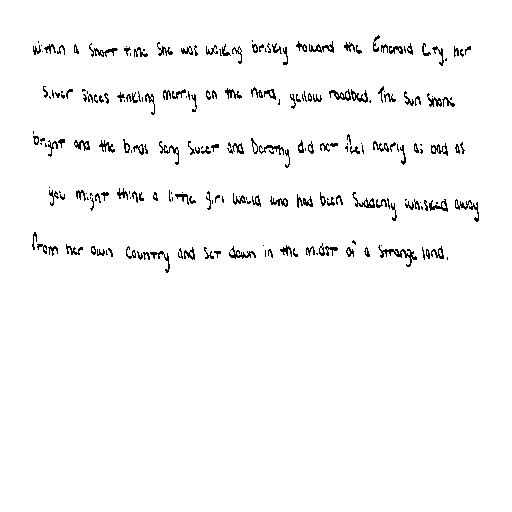 within a short time she was walking briskly toward the Emerald City, her
silver shoes tinkling merrily on the hard, yellow roadbed. The sun shone
bright and the birds sang sweet and Dorothy did not feel nearly as bad as
you might think a little girl would who had been suddenly whisked away
from her own country and set down in the midst of a strange land.